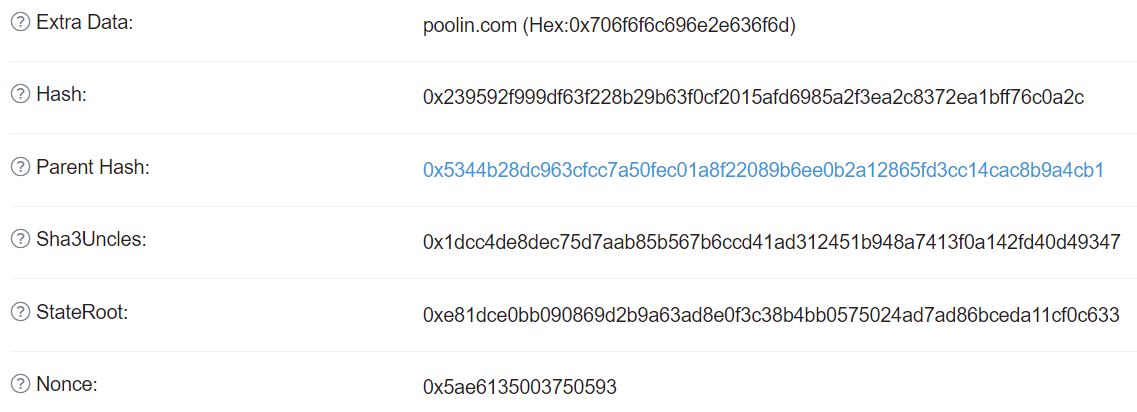 Extra Data: poolin.com (Hex:0x706f6f6c696e2e636f6d)
Hash: 0x239592f999df63f228b29b63f0cf2015afd6985a2f3ea2c8372ea1bff76c0a2c
Parent Hash: 0x5344b28dc963cfcc7a50fec01a8f22089b6ee0b2a12865fd3cc14cac8b9a4cb1
Sha3Uncles: 0x1dcc4de8dec75d7aab85b567b6ccd41ad312451b948a7413f0a142fd40d49347
StateRoot: 0xe81dce0bb090869d2b9a63ad8e0f3c38b4bb0575024ad7ad86bceda11cf0c633
Nonce: 0x5ae6135003750593